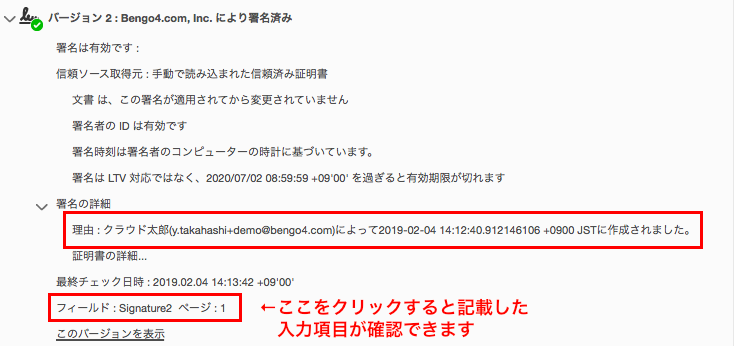 バージョン 2 : Bengo4.com, Inc. により署名済み
署名は有効です :
信頼ソース取得元 : 手動で読み込まれた信頼済み証明書
文書 は、この署名が適用されてから変更されていません
署名者の ID は有効です
署名時刻は署名者のコンピューターの時計に基づいています。
署名は LTV 対応ではなく、2020/07/02 08:59:59 +09'00' を過ぎると有効期限が切れます
署名の詳細
理由 : クラウド太郎(y.takahashi+demo@bengo4.com)によって2019-02-04 14:12:40.912146106 +0900 JSTに作成されました。
証明書の詳細...
最終チェック日時 : 2019.02.04 14:13:42 +09'00'
フィールド : Signature2 ページ : 1
←ここをクリックすると記載した
入力項目が確認できます
このバージョンを表示